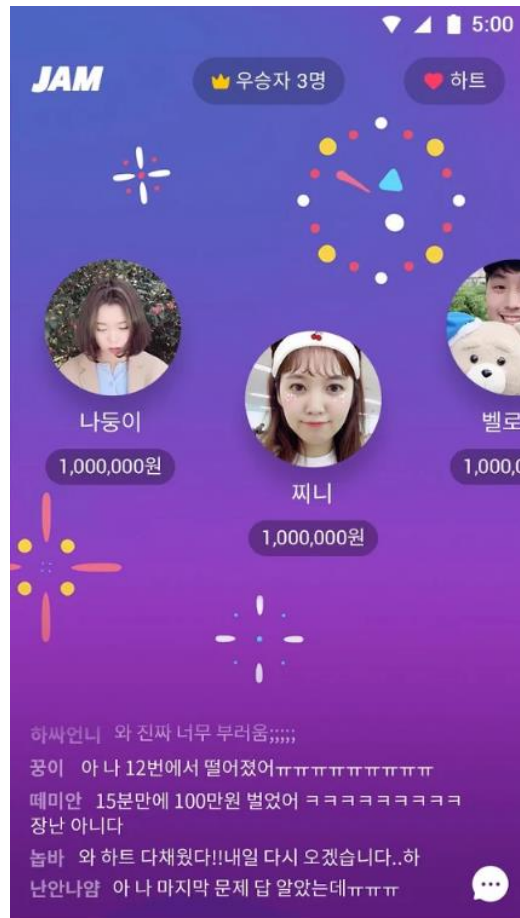 5:00
JAM
우승자 3명
하트
나둥이
1,000,000원
찌니
1,000,000원
벨로
1,000,0
하싸언니 와 진짜 너무 부러움;;;;;
꿍이 아 나 12번에서 떨어졌어ㅠㅠㅠㅠㅠㅠㅠㅠㅠ
떼미안 15분만에 100만원 벌었어 ㅋㅋㅋㅋㅋㅋㅋㅋㅋ
장난 아니다
놉바 와 하트 다채웠다!!내일 다시 오겠습니다..하
난안나얌 아 나 마지막 문제 답 알았는데ㅠㅠㅠ